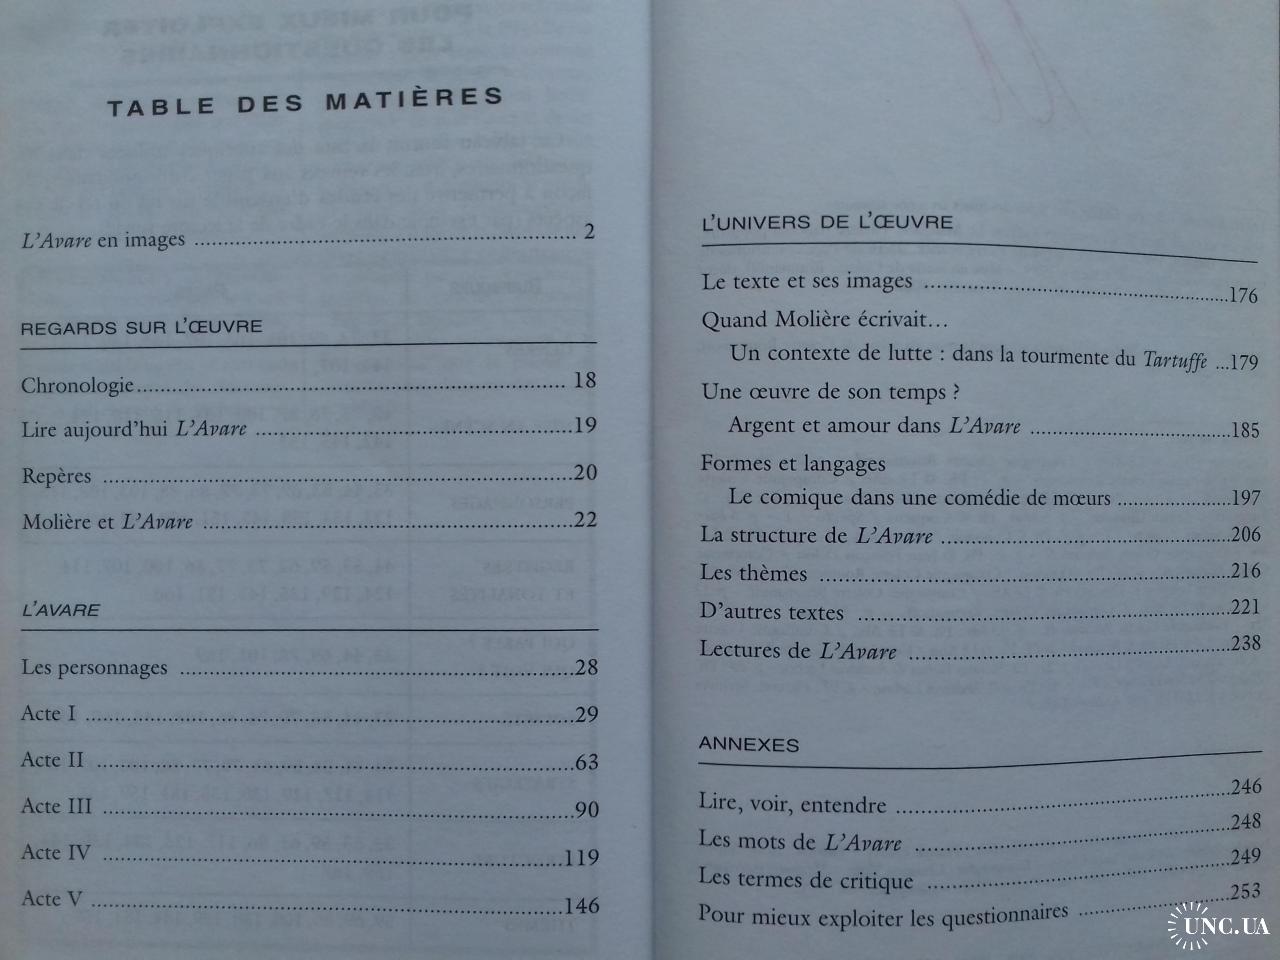 TABLE DES MATIÈRES
L'Avare en images ........ 2
REGARDS SUR L'ŒUVRE
Chronologie........ 18
Lire aujourd'hui L'Avare ........19
Repères ........20
Molière et L'Avare ........22
L'AVARE
Les personnages ........28
Acte I ........29
Acte II ........63
Acte III ........90
Acte IV ........119
Acte V ........146
L'UNIVERS DE L'ŒUVRE
Le texte et ses images ........176
Quand Molière écrivait...
Un contexte de lutte : dans la tourmente du Tartuffe ...179
Une œuvre de son temps ?
Argent et amour dans L'Avare ........185
Formes et langages
Le comique dans une comédie de mœurs ........197
La structure de L'Avare ........206
Les thèmes ........216
D'autres textes ........221
Lectures de L'Avare ........238
ANNEXES
Lire, voir, entendre ........246
Les mots de L'Avare ........248
Les termes de critique ........249
Pour mieux exploiter les questionnaires ........253
UNC.UA